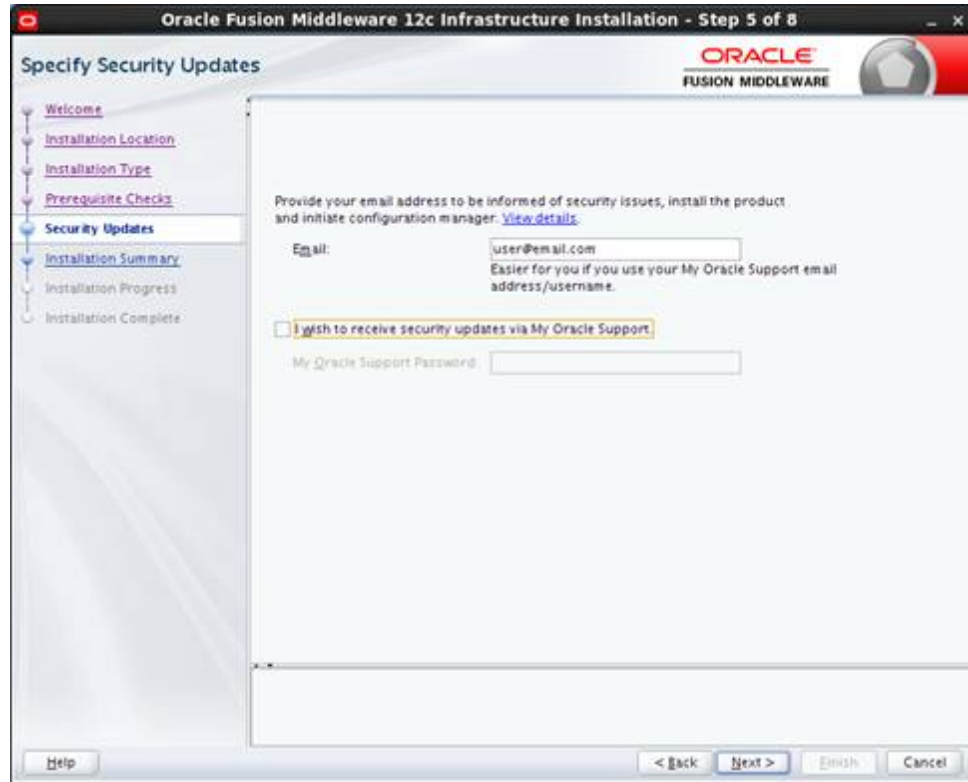 Oracle Fusion Middleware 12c Infrastructure Installation - Step 5 of 8
Specify Security Updates
ORACLE
FUSION MIDDLEWARE
Welcome
Installation Location
Installation Type
Prerequisite Checks
Security Updates
Installation Summary
Installation Progress
Installation Complete
Provide your email address to be informed of security issues, install the product
and initiate configuration manager. View details.
Email: user@email.com
Easier for you if you use your My Oracle Support email
address/username.
I wish to receive security updates via My Oracle Support.
My Oracle Support Password:
Help
< Back Next > Finish Cancel